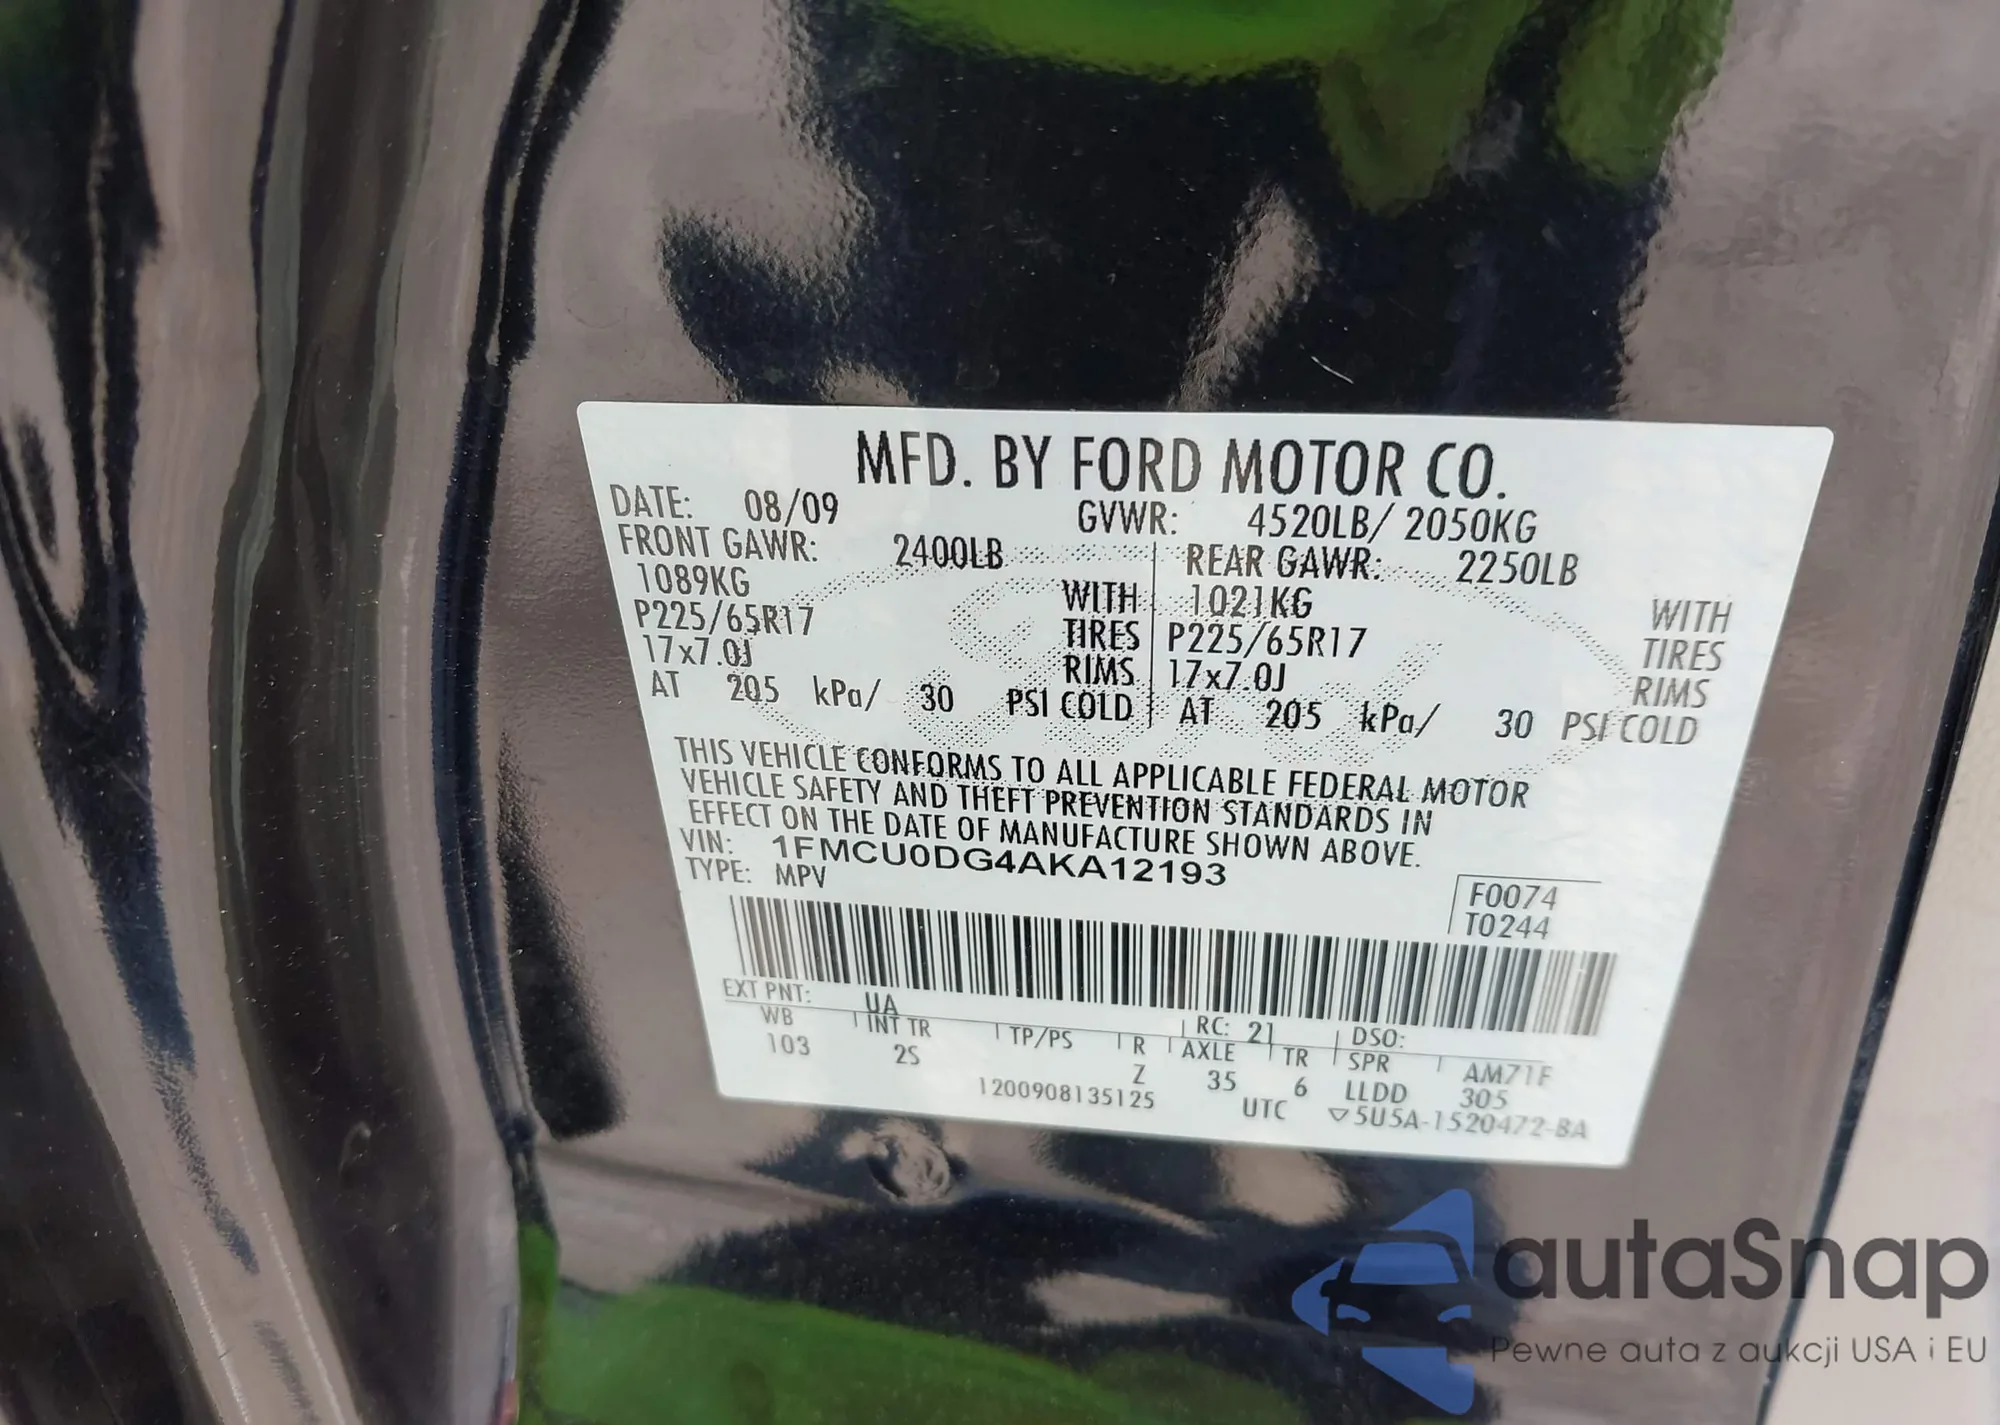 MFD. BY FORD MOTOR CO.
DATE: 08/09 GVWR: 4520LB/ 2050KG
FRONT GAWR: 2400LB REAR GAWR: 2250LB
1089KG WITH 1021KG WITH
P225/65R17 TIRES P225/65R17 TIRES
17x7.0J RIMS 17x7.0J RIMS
AT 205 kPa/ 30 PSI COLD AT 205 kPa/ 30 PSI COLD
THIS VEHICLE CONFORMS TO ALL APPLICABLE FEDERAL MOTOR
VEHICLE SAFETY AND THEFT PREVENTION STANDARDS IN
EFFECT ON THE DATE OF MANUFACTURE SHOWN ABOVE.
VIN: 1FMCU0DG4AKA12193
TYPE: MPV
F0074
T0244
EXT PNT: UA RC: 21 DSO:
WB INT TR TP/PS R AXLE TR SPR AM71F
103 2S Z 35 6 LLDD 305
1200908135125 UTC ▽5U5A-1520472-BA
Ford
autaSnap
Pewne auta z aukcji USA i EU